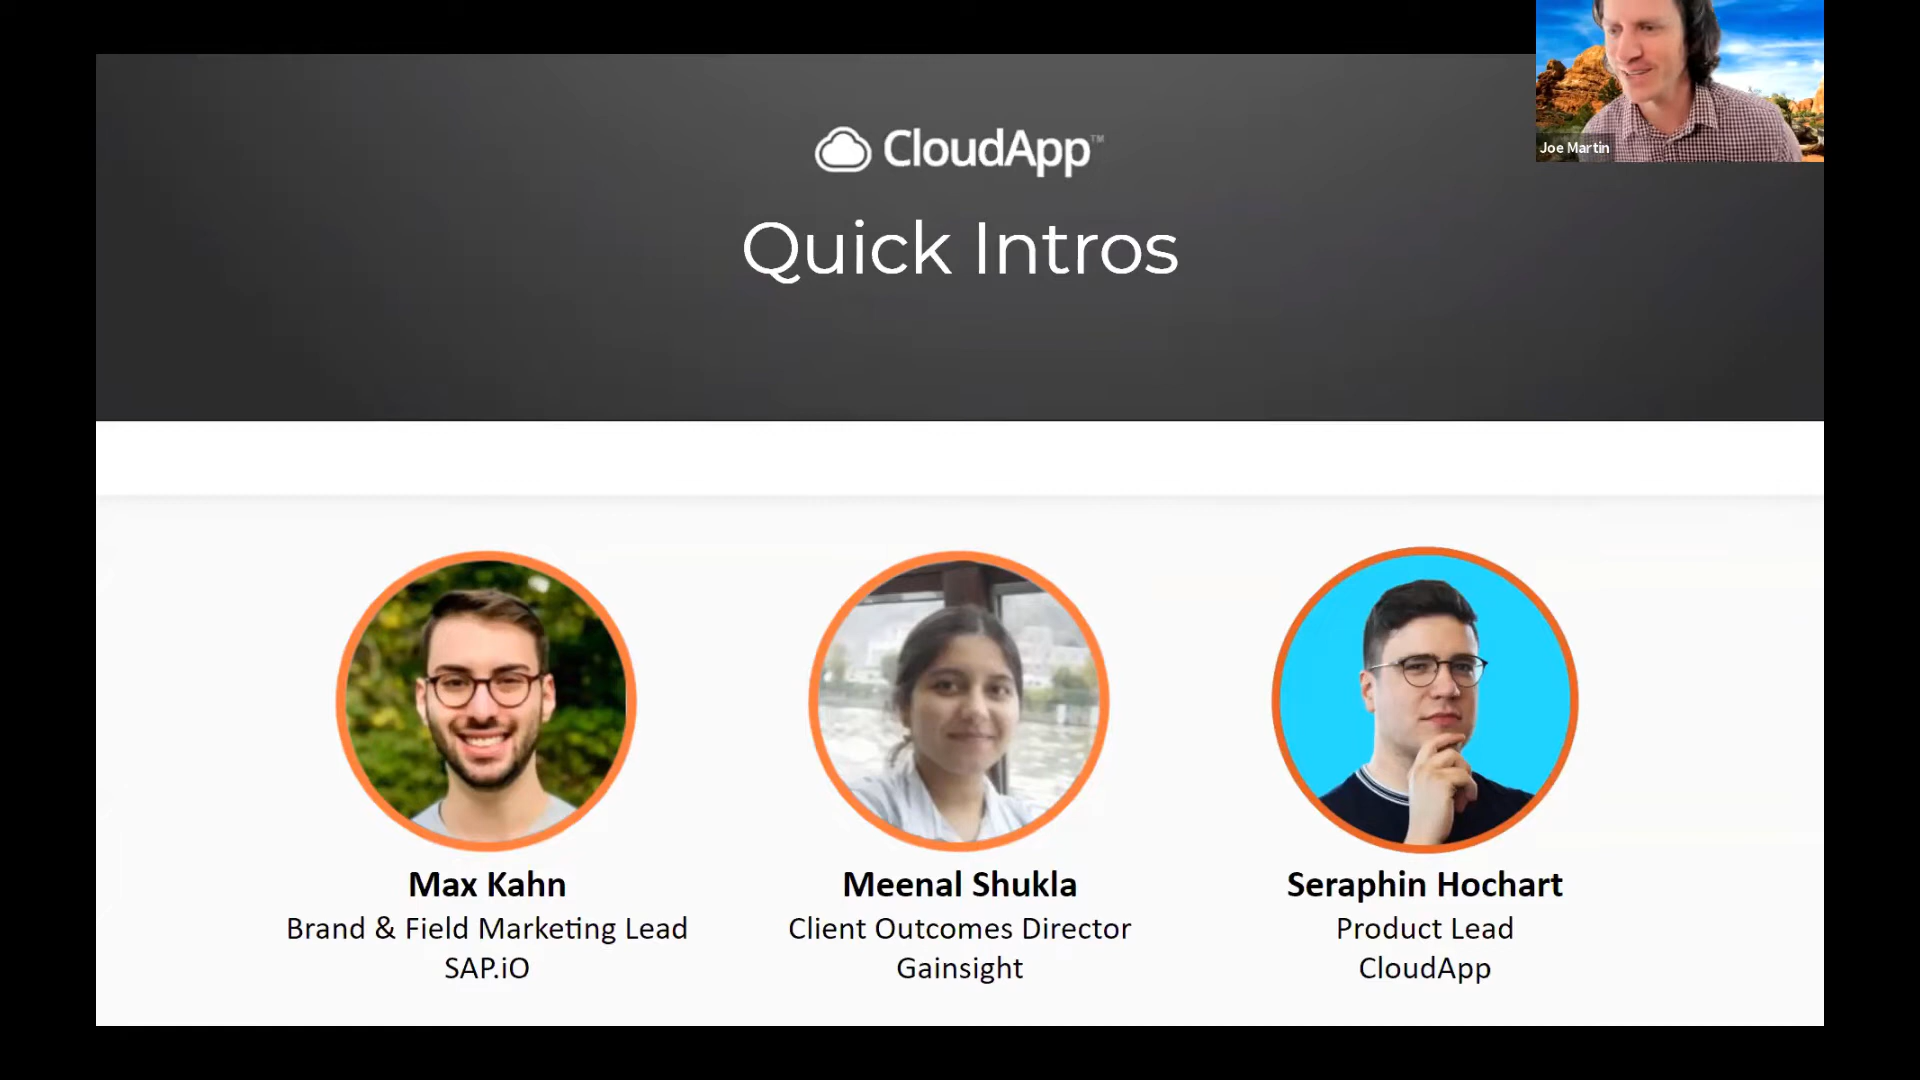 CloudApp™
Quick Intros
Joe Martin
Max Kahn
Brand & Field Marketing Lead
SAP.iO
Meenal Shukla
Client Outcomes Director
Gainsight
Seraphin Hochart
Product Lead
CloudApp